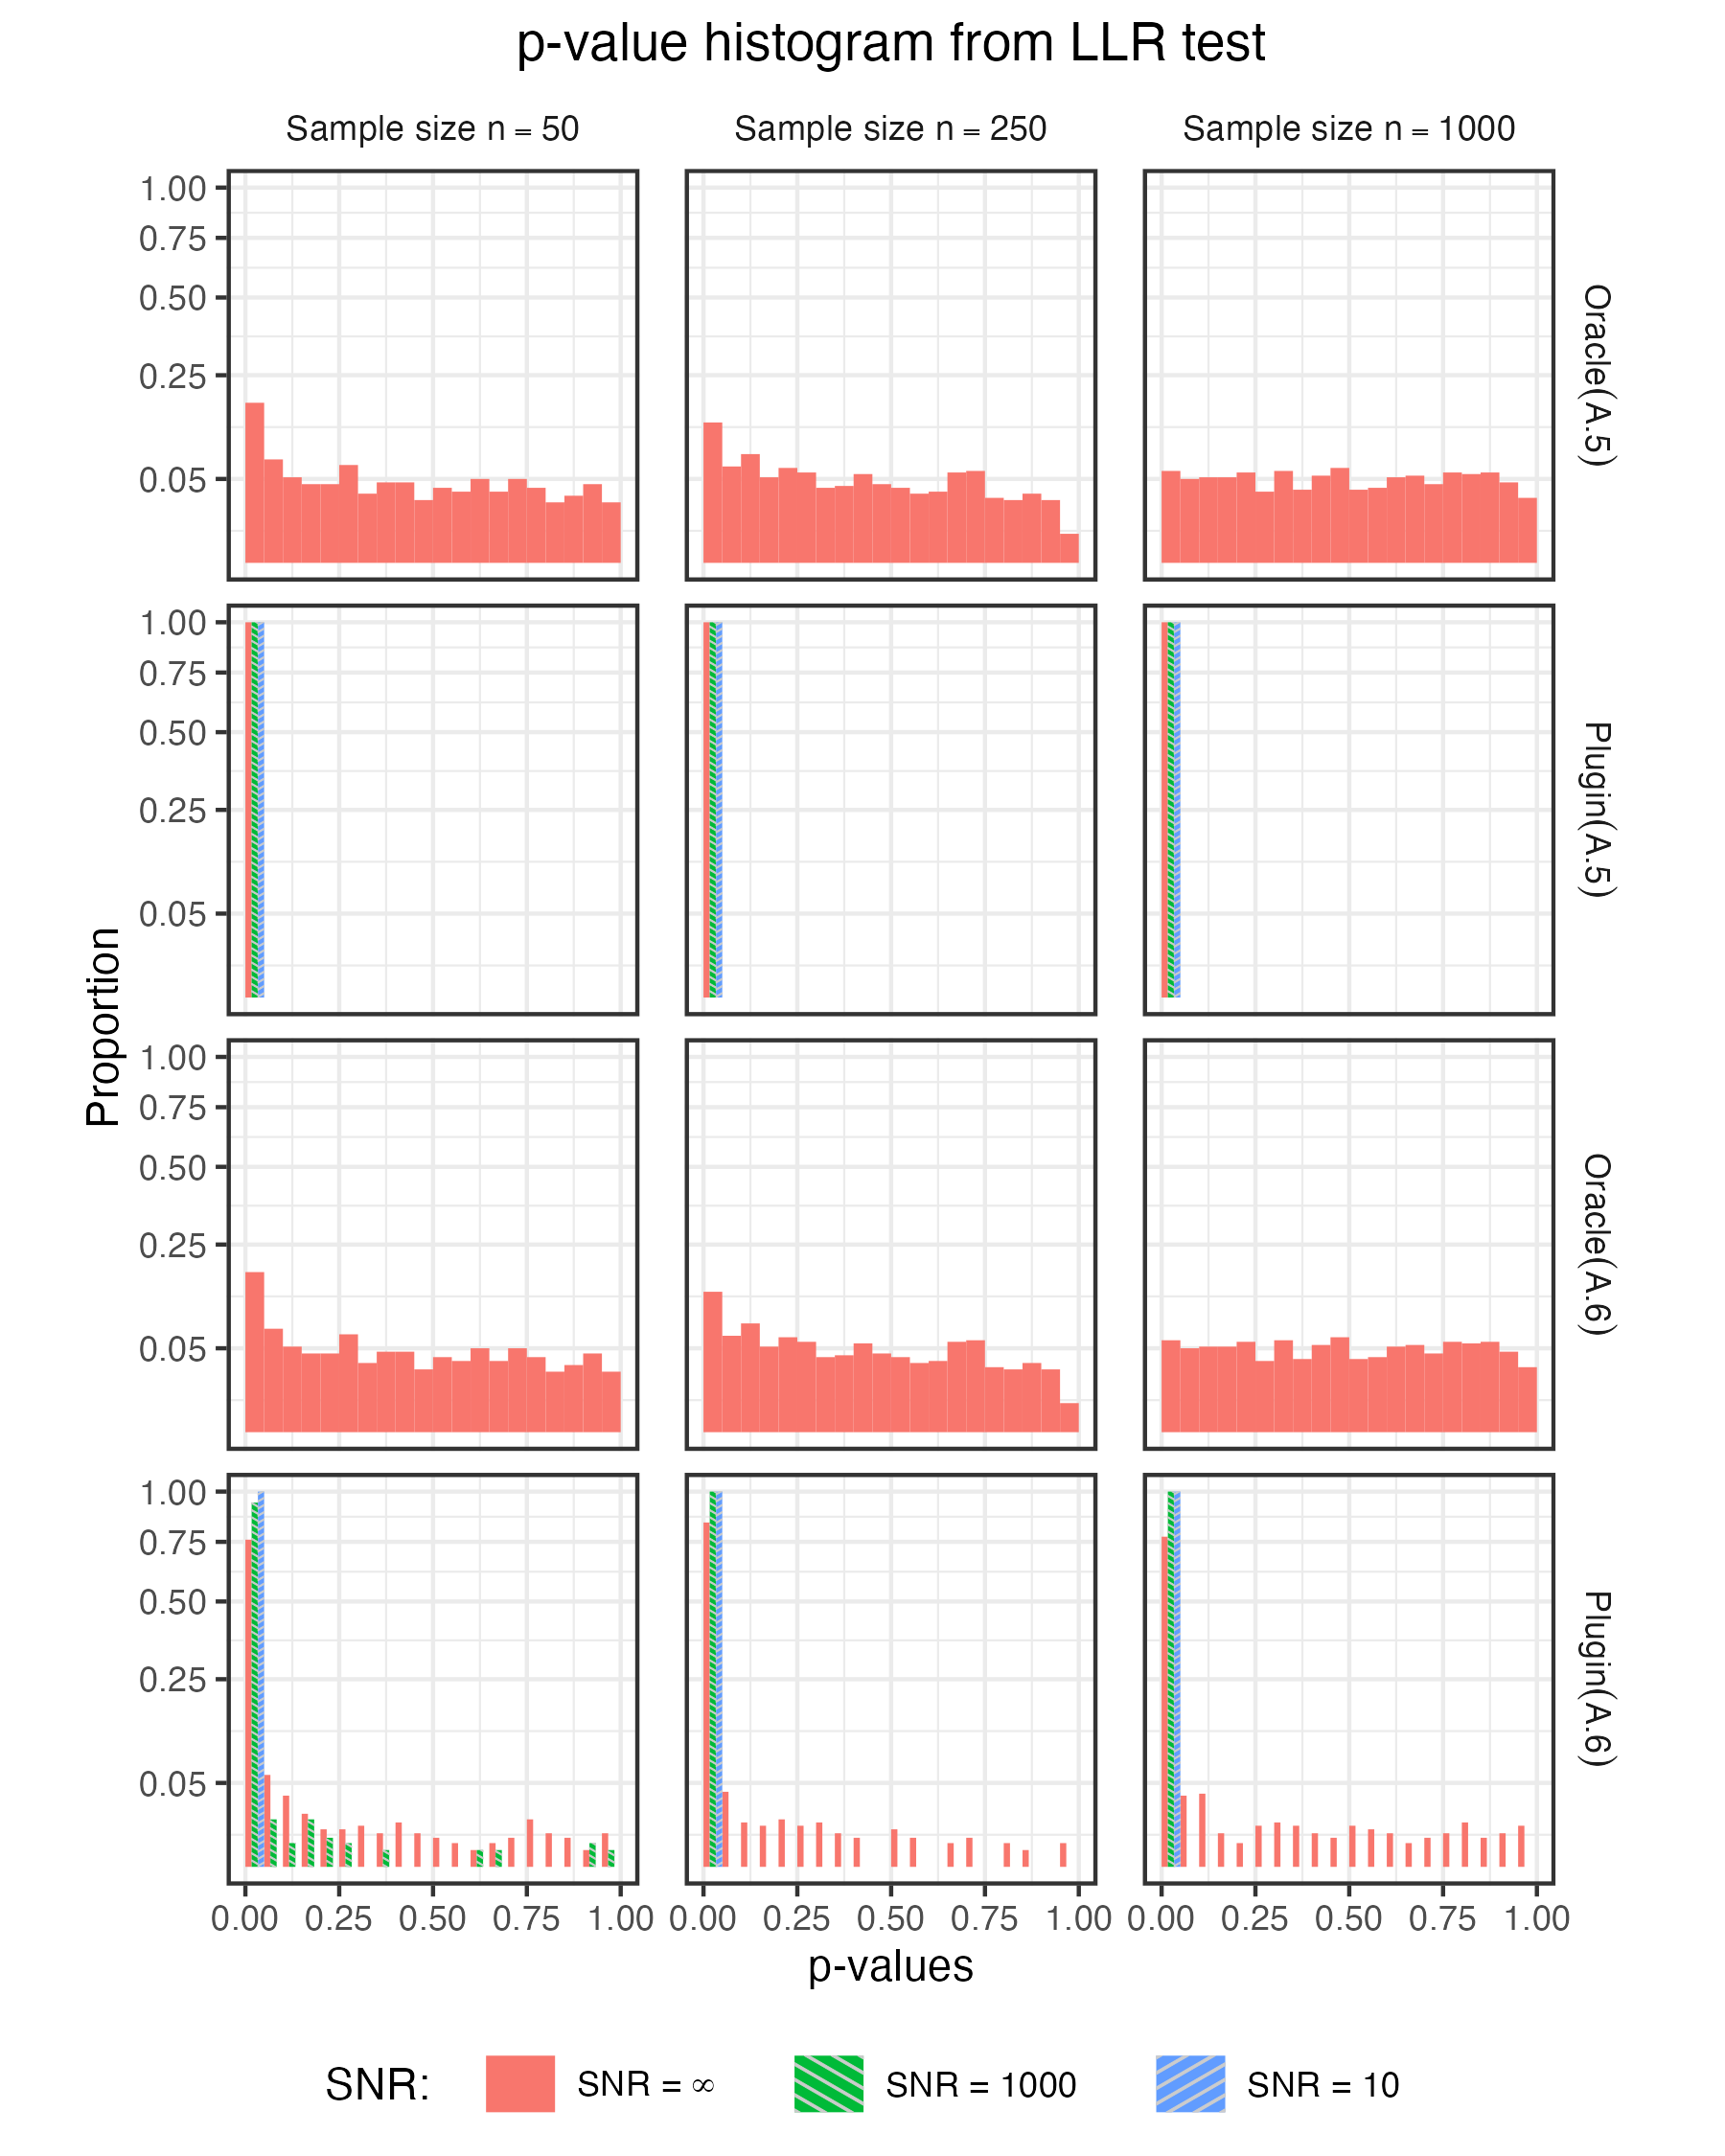 p-value histogram from LLR test
Sample size n = 50
Sample size n = 250
Sample size n = 1000
1.00
0.75
0.50
0.25
0.05
Oracle(A.5)
1.00
0.75
0.50
0.25
0.05
Plugin(A.5)
Proportion
1.00
0.75
0.50
0.25
0.05
Oracle(A.6)
1.00
0.75
0.50
0.25
0.05
Plugin(A.6)
0.00 0.25 0.50 0.75 1.00
0.00 0.25 0.50 0.75 1.00
0.00 0.25 0.50 0.75 1.00
p-values
SNR:
SNR = ∞
SNR = 1000
SNR = 10